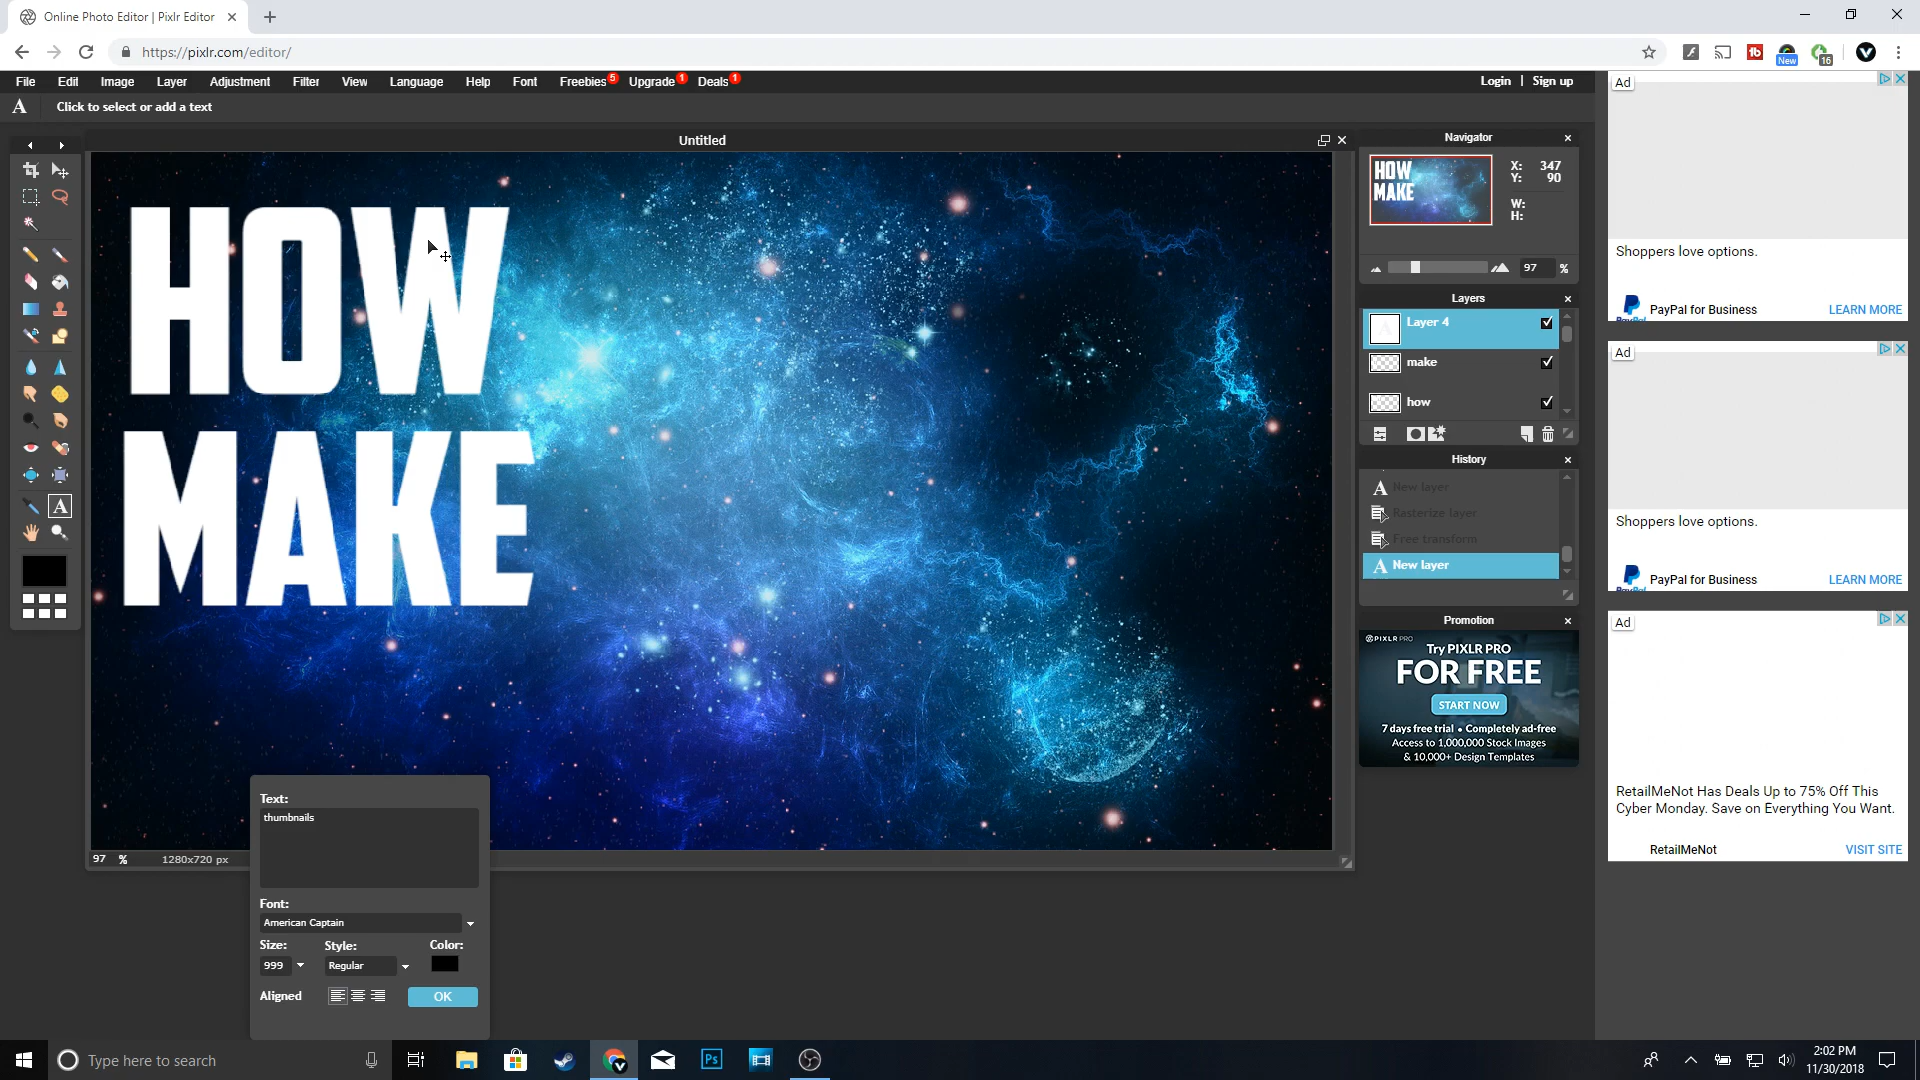 Online Photo Editor | Pixlr Editor
https://pixlr.com/editor/
New
16
File Edit Image Layer Adjustment Filter View Language Help Font Freebies 5 Upgrade 1 Deals 1
Login | Sign up
A Click to select or add a text
Untitled
HOW
MAKE
97 % 1280x720 px
Text:
thumbnails
Font:
American Captain
Size: Style: Color:
999 Regular
Aligned OK
Navigator
HOW
MAKE
X: 347
Y: 90
W:
H:
97 %
Layers
Layer 4
make
how
History
New layer
Rasterize layer
Free transform
New layer
Promotion
PIXLR PRO
Try PIXLR PRO
FOR FREE
START NOW
7 days free trial • Completely ad-free
Access to 1,000,000 Stock Images
& 10,000+ Design Templates
Ad
Shoppers love options.
PayPal for Business LEARN MORE
Ad
Shoppers love options.
PayPal for Business LEARN MORE
Ad
RetailMeNot Has Deals Up to 75% Off This
Cyber Monday. Save on Everything You Want.
RetailMeNot VISIT SITE
Type here to search
Ps
2:02 PM
11/30/2018